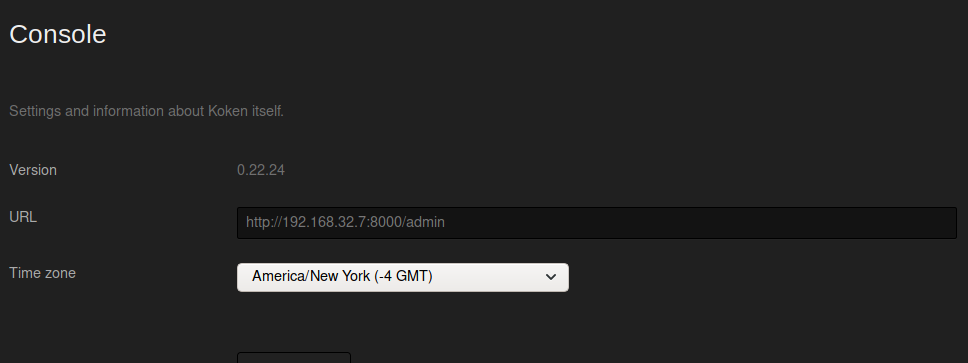 Console
Settings and information about Koken itself.
Version 0.22.24
URL http://192.168.32.7:8000/admin
Time zone America/New York (-4 GMT)